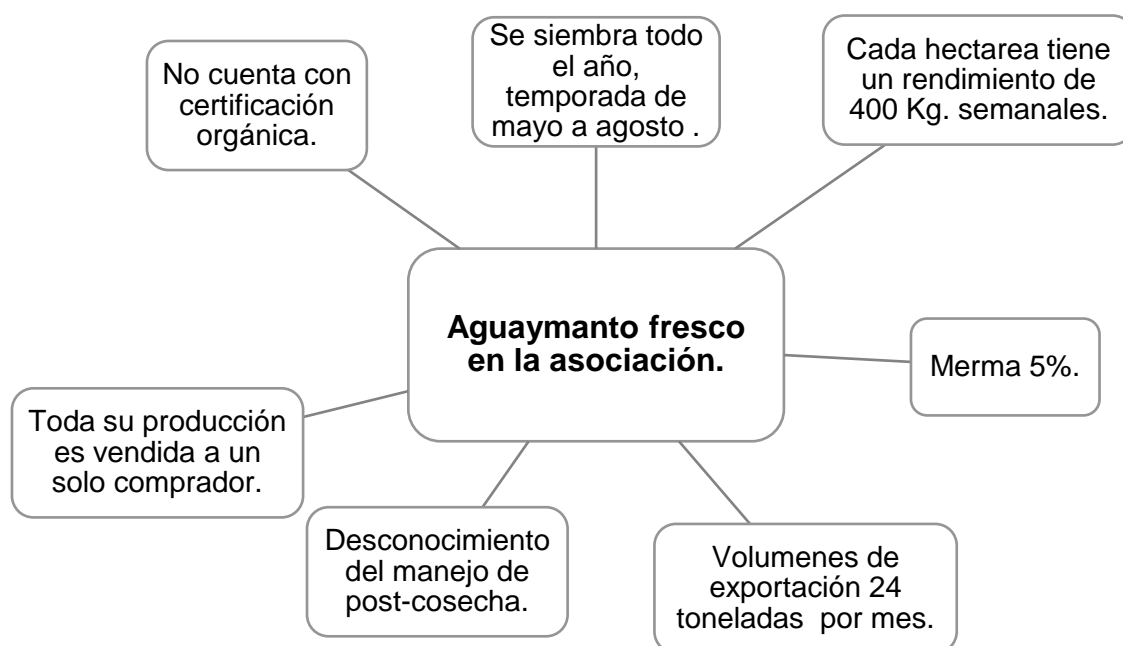 No cuenta con
certificación
orgánica.
Se siembra todo
el año,
temporada de
mayo a agosto .
Cada hectarea tiene
un rendimiento de
400 Kg. semanales.
Aguaymanto fresco
en la asociación.
Merma 5%.
Toda su producción
es vendida a un
solo comprador.
Desconocimiento
del manejo de
post-cosecha.
Volumenes de
exportación 24
toneladas  por mes.